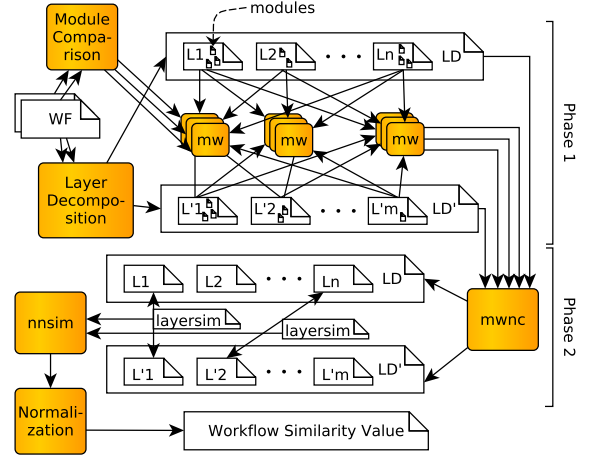 modules
Module
Compa-
rison
L1
L2
Ln
LD
WF
mw
mw
mw
Phase 1
Layer
Decompo-
sition
L'1
L'2
L'm
LD'
L1
L2
Ln
LD
nnsim
layersim
layersim
mwnc
Phase 2
L'1
L'2
L'm
LD'
Normali-
zation
Workflow Similarity Value